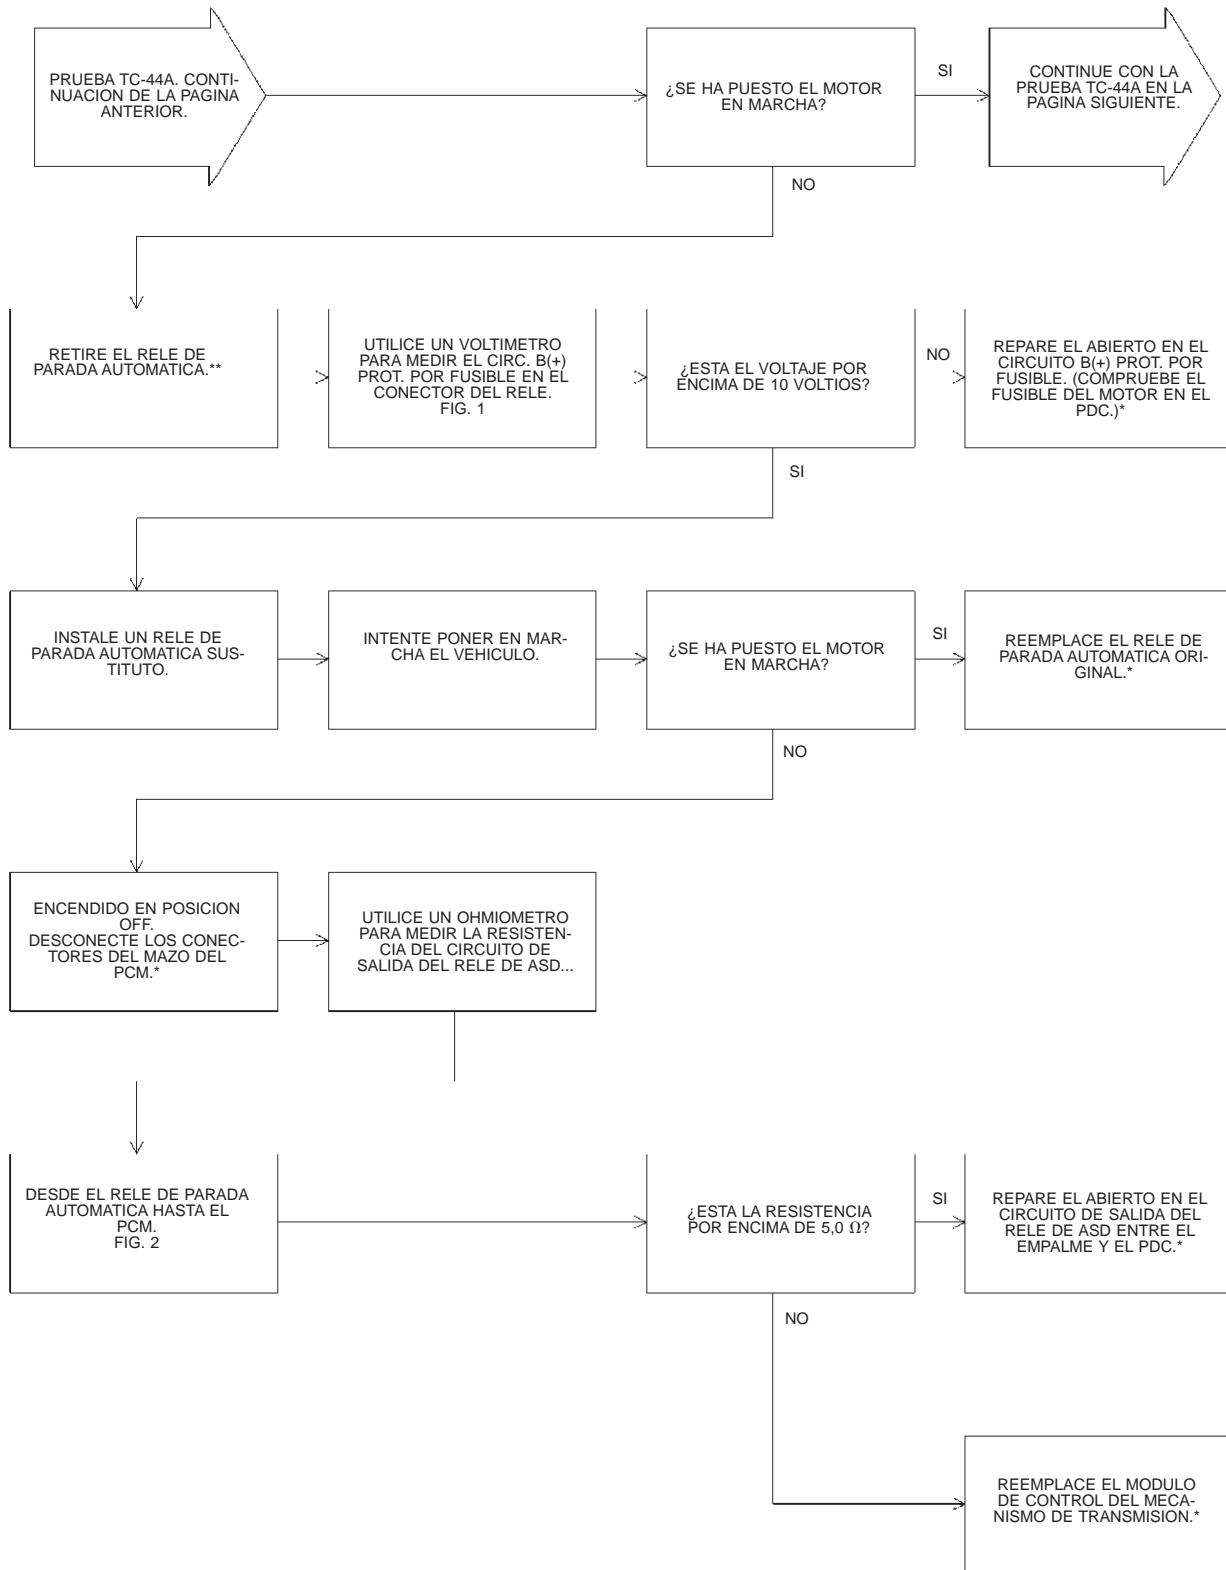 PRUEBA TC-44A. CONTI-
NUACION DE LA PAGINA
ANTERIOR.
¿SE HA PUESTO EL MOTOR
EN MARCHA?
SI
CONTINUE CON LA
PRUEBA TC-44A EN LA
PAGINA SIGUIENTE.
NO
RETIRE EL RELE DE
PARADA AUTOMATICA.**
UTILICE UN VOLTIMETRO
PARA MEDIR EL CIRC. B(+)
PROT. POR FUSIBLE EN EL
CONECTOR DEL RELE.
FIG. 1
¿ESTA EL VOLTAJE POR
ENCIMA DE 10 VOLTIOS?
NO
REPARE EL ABIERTO EN EL
CIRCUITO B(+) PROT. POR
FUSIBLE. (COMPRUEBE EL
FUSIBLE DEL MOTOR EN EL
PDC.)*
SI
INSTALE UN RELE DE
PARADA AUTOMATICA SUS-
TITUTO.
INTENTE PONER EN MAR-
CHA EL VEHICULO.
¿SE HA PUESTO EL MOTOR
EN MARCHA?
SI
REEMPLACE EL RELE DE
PARADA AUTOMATICA ORI-
GINAL.*
NO
ENCENDIDO EN POSICION
OFF.
DESCONECTE LOS CONEC-
TORES DEL MAZO DEL
PCM.*
UTILICE UN OHMIOMETRO
PARA MEDIR LA RESISTEN-
CIA DEL CIRCUITO DE
SALIDA DEL RELE DE ASD...
DESDE EL RELE DE PARADA
AUTOMATICA HASTA EL
PCM.
FIG. 2
¿ESTA LA RESISTENCIA
POR ENCIMA DE 5,0 Ω?
SI
REPARE EL ABIERTO EN EL
CIRCUITO DE SALIDA DEL
RELE DE ASD ENTRE EL
EMPALME Y EL PDC.*
NO
REEMPLACE EL MODULO
DE CONTROL DEL MECA-
NISMO DE TRANSMISION.*